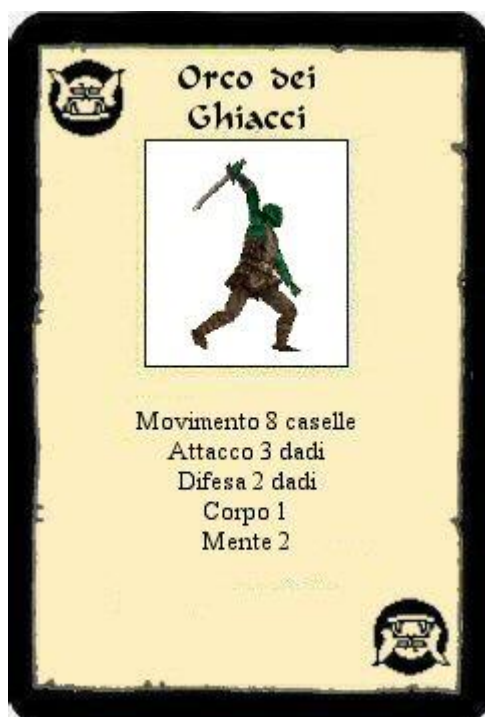 Orco dei
Ghiacci
Movimento 8 caselle
Attacco 3 dadi
Difesa 2 dadi
Corpo 1
Mente 2